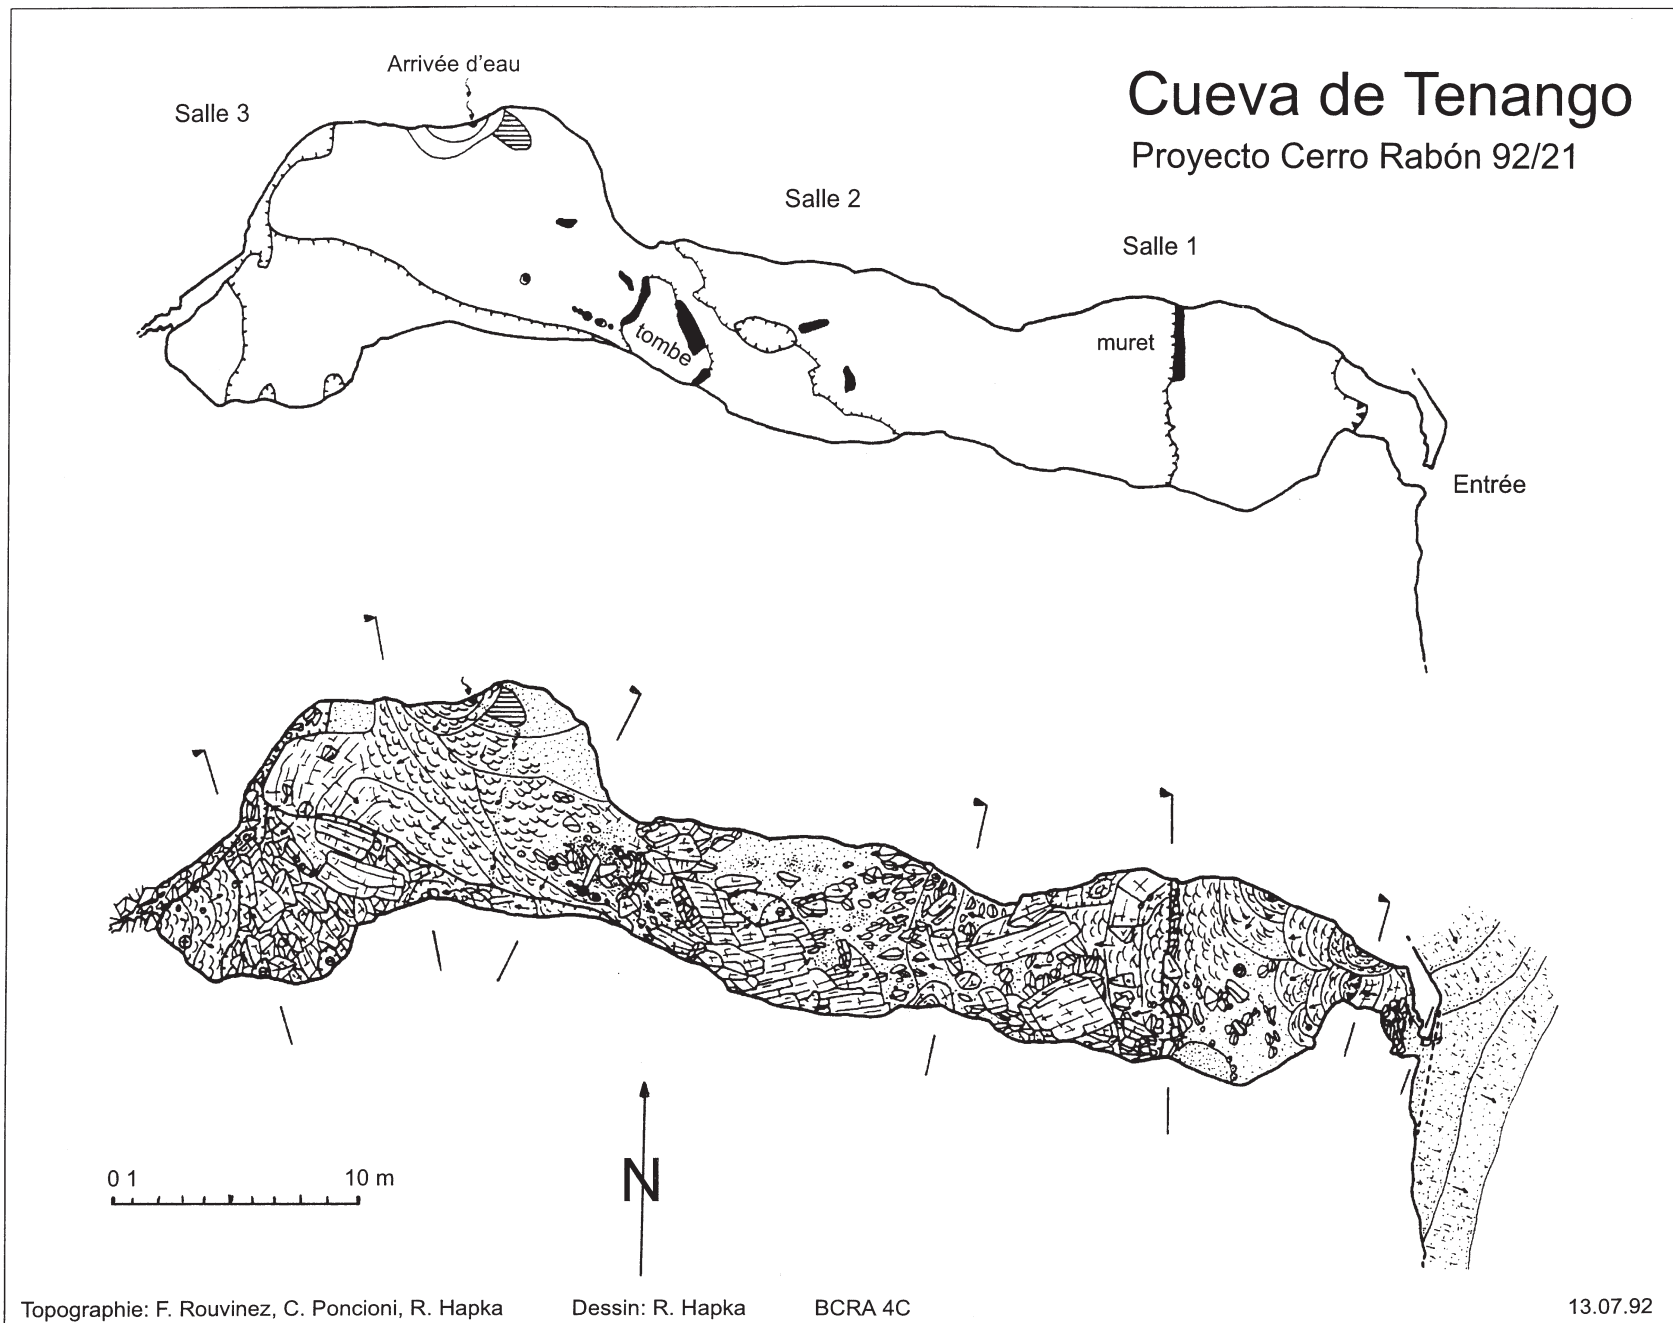 Arrivée d'eau
Salle 3
Cueva de Tenango
Proyecto Cerro Rabón 92/21
Salle 2
Salle 1
muret
tombe
Entrée
0 1 10 m
N
Topographie: F. Rouvinez, C. Poncioni, R. Hapka Dessin: R. Hapka BCRA 4C 13.07.92